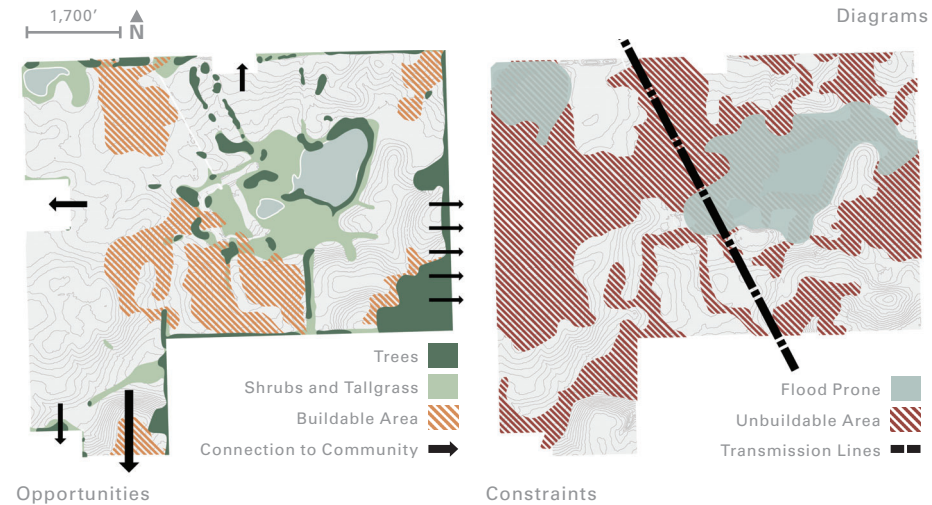 1,700’
N
Diagrams
Trees
Shrubs and Tallgrass
Buildable Area
Connection to Community
Opportunities
Flood Prone
Unbuildable Area
Transmission Lines
Constraints